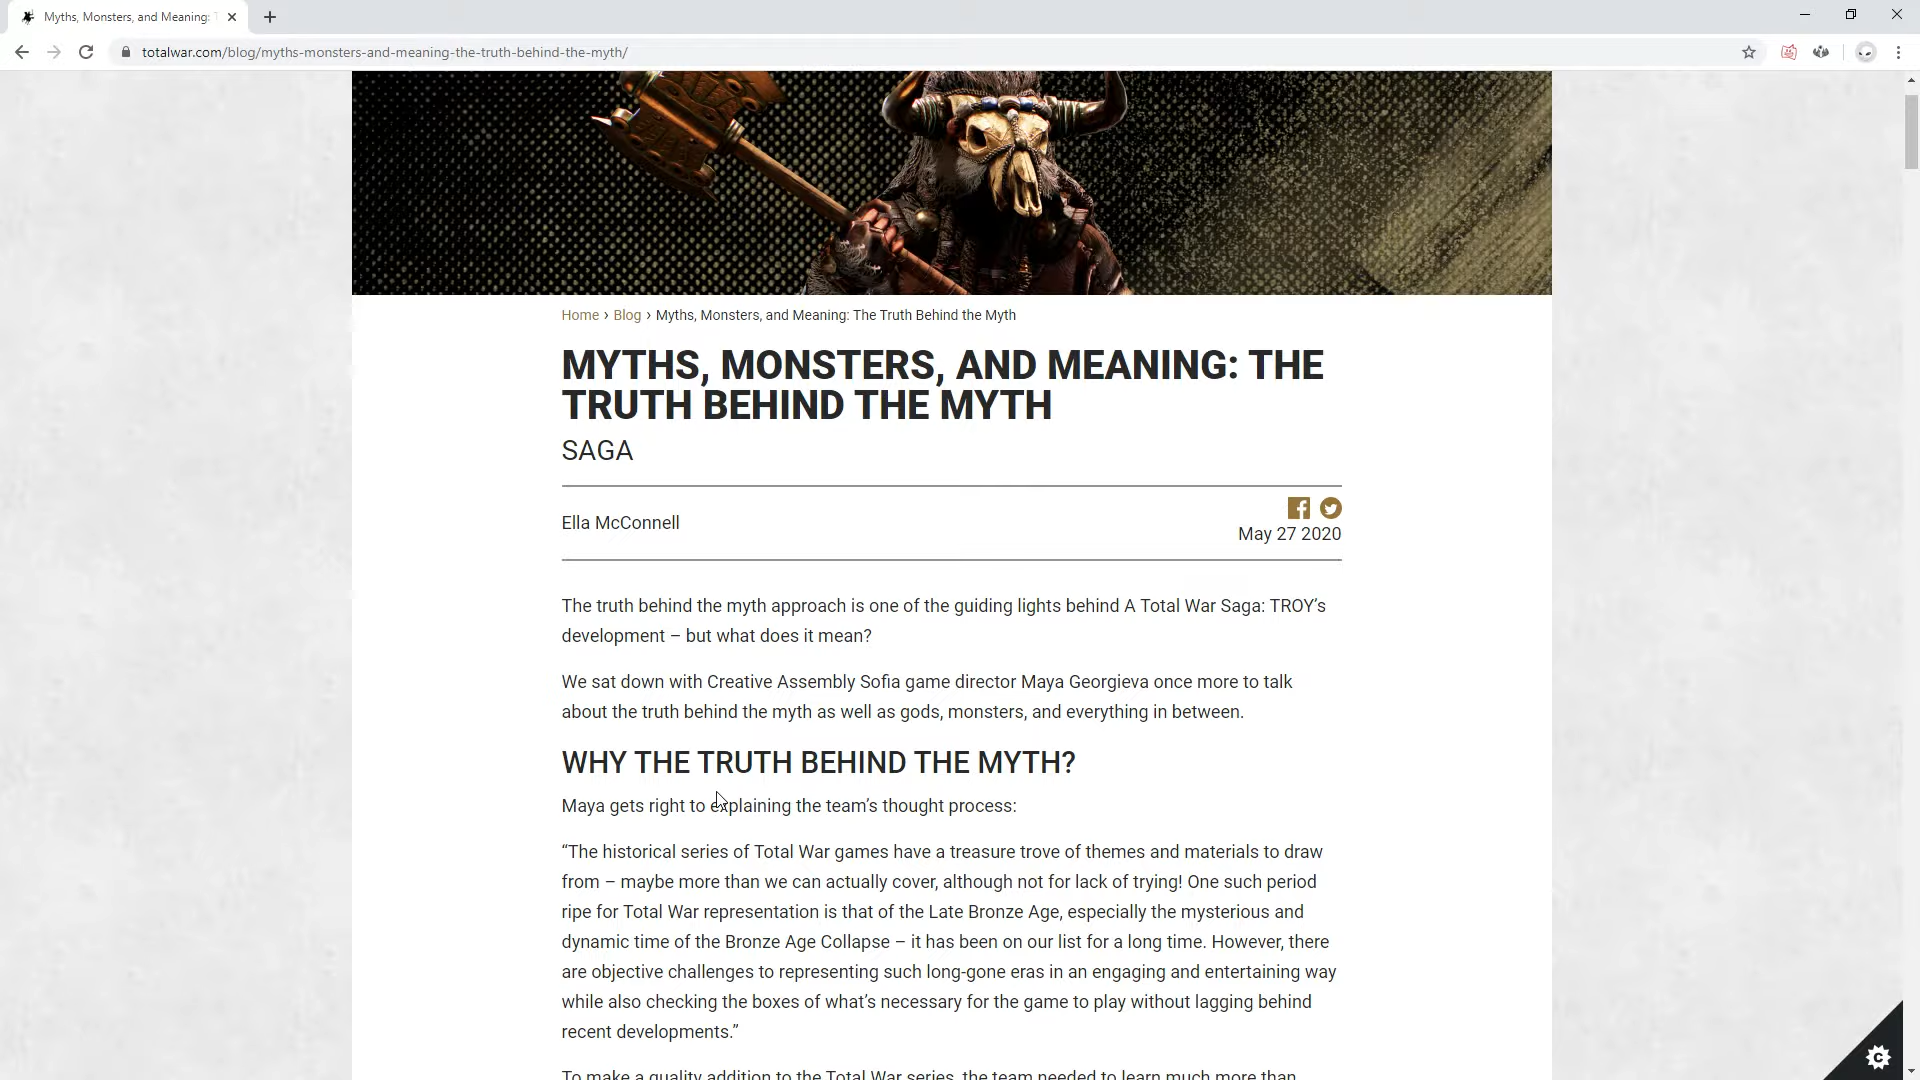 Myths, Monsters, and Meaning:
totalwar.com/blog/myths-monsters-and-meaning-the-truth-behind-the-myth/
Home › Blog › Myths, Monsters, and Meaning: The Truth Behind the Myth
MYTHS, MONSTERS, AND MEANING: THE
TRUTH BEHIND THE MYTH
SAGA
Ella McConnell
May 27 2020
The truth behind the myth approach is one of the guiding lights behind A Total War Saga: TROY’s
development – but what does it mean?
We sat down with Creative Assembly Sofia game director Maya Georgieva once more to talk
about the truth behind the myth as well as gods, monsters, and everything in between.
WHY THE TRUTH BEHIND THE MYTH?
Maya gets right to explaining the team’s thought process:
“The historical series of Total War games have a treasure trove of themes and materials to draw
from – maybe more than we can actually cover, although not for lack of trying! One such period
ripe for Total War representation is that of the Late Bronze Age, especially the mysterious and
dynamic time of the Bronze Age Collapse – it has been on our list for a long time. However, there
are objective challenges to representing such long-gone eras in an engaging and entertaining way
while also checking the boxes of what’s necessary for the game to play without lagging behind
recent developments.”
To make a quality addition to the Total War series, the team needed to learn much more than